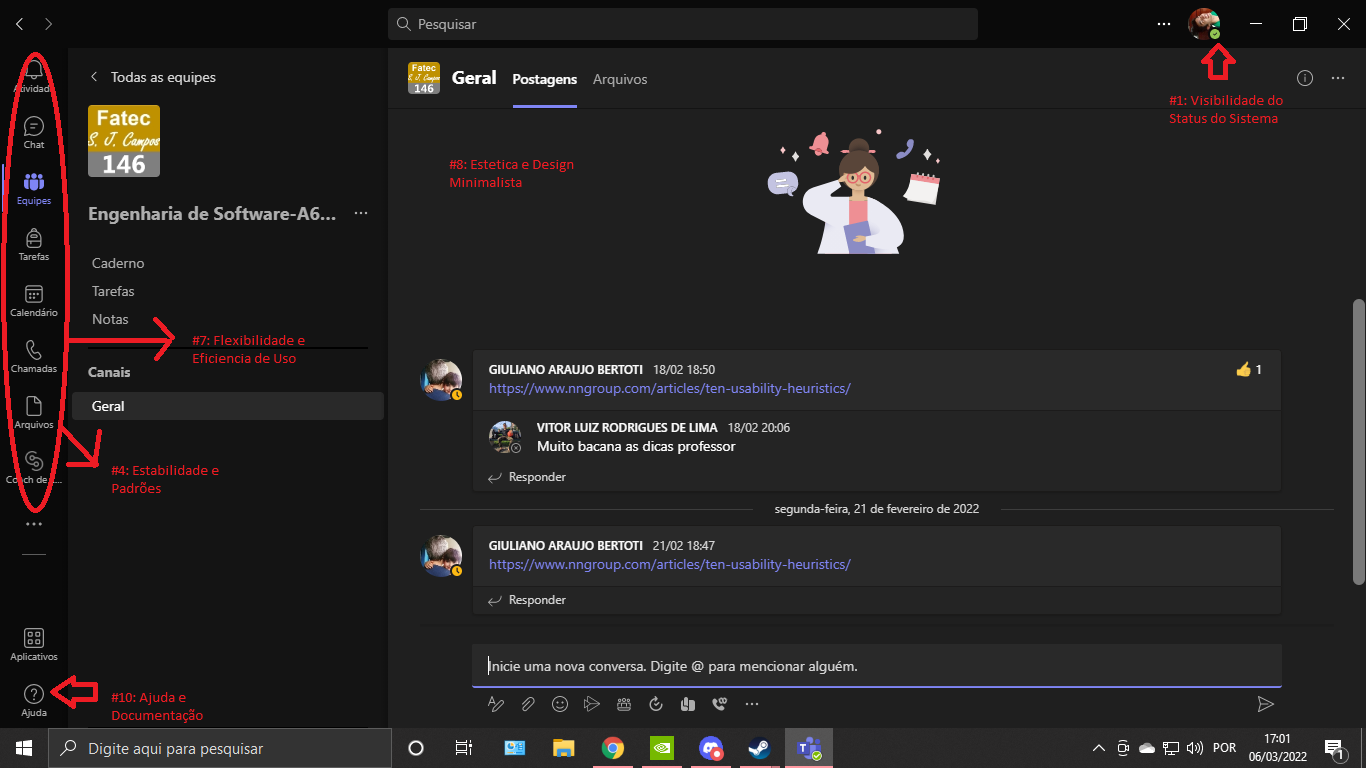 Pesquisar
Atividade
Chat
Equipes
Tarefas
Calendário
Chamadas
Arquivos
Coach de ...
Aplicativos
Ajuda
Todas as equipes
Fatec
S. J. Campos
146
Engenharia de Software-A6...
Caderno
Tarefas
Notas
Canais
Geral
#7: Flexibilidade e
Eficiencia de Uso
#4: Estabilidade e
Padrões
#10: Ajuda e
Documentação
Fatec
S. J. Campos
146
Geral
Postagens
Arquivos
#1: Visibilidade do
Status do Sistema
#8: Estetica e Design
Minimalista
GIULIANO ARAUJO BERTOTI 18/02 18:50
https://www.nngroup.com/articles/ten-usability-heuristics/
1
VITOR LUIZ RODRIGUES DE LIMA 18/02 20:06
Muito bacana as dicas professor
Responder
segunda-feira, 21 de fevereiro de 2022
GIULIANO ARAUJO BERTOTI 21/02 18:47
https://www.nngroup.com/articles/ten-usability-heuristics/
Responder
Inicie uma nova conversa. Digite @ para mencionar alguém.
Digite aqui para pesquisar
POR
17:01
06/03/2022
1